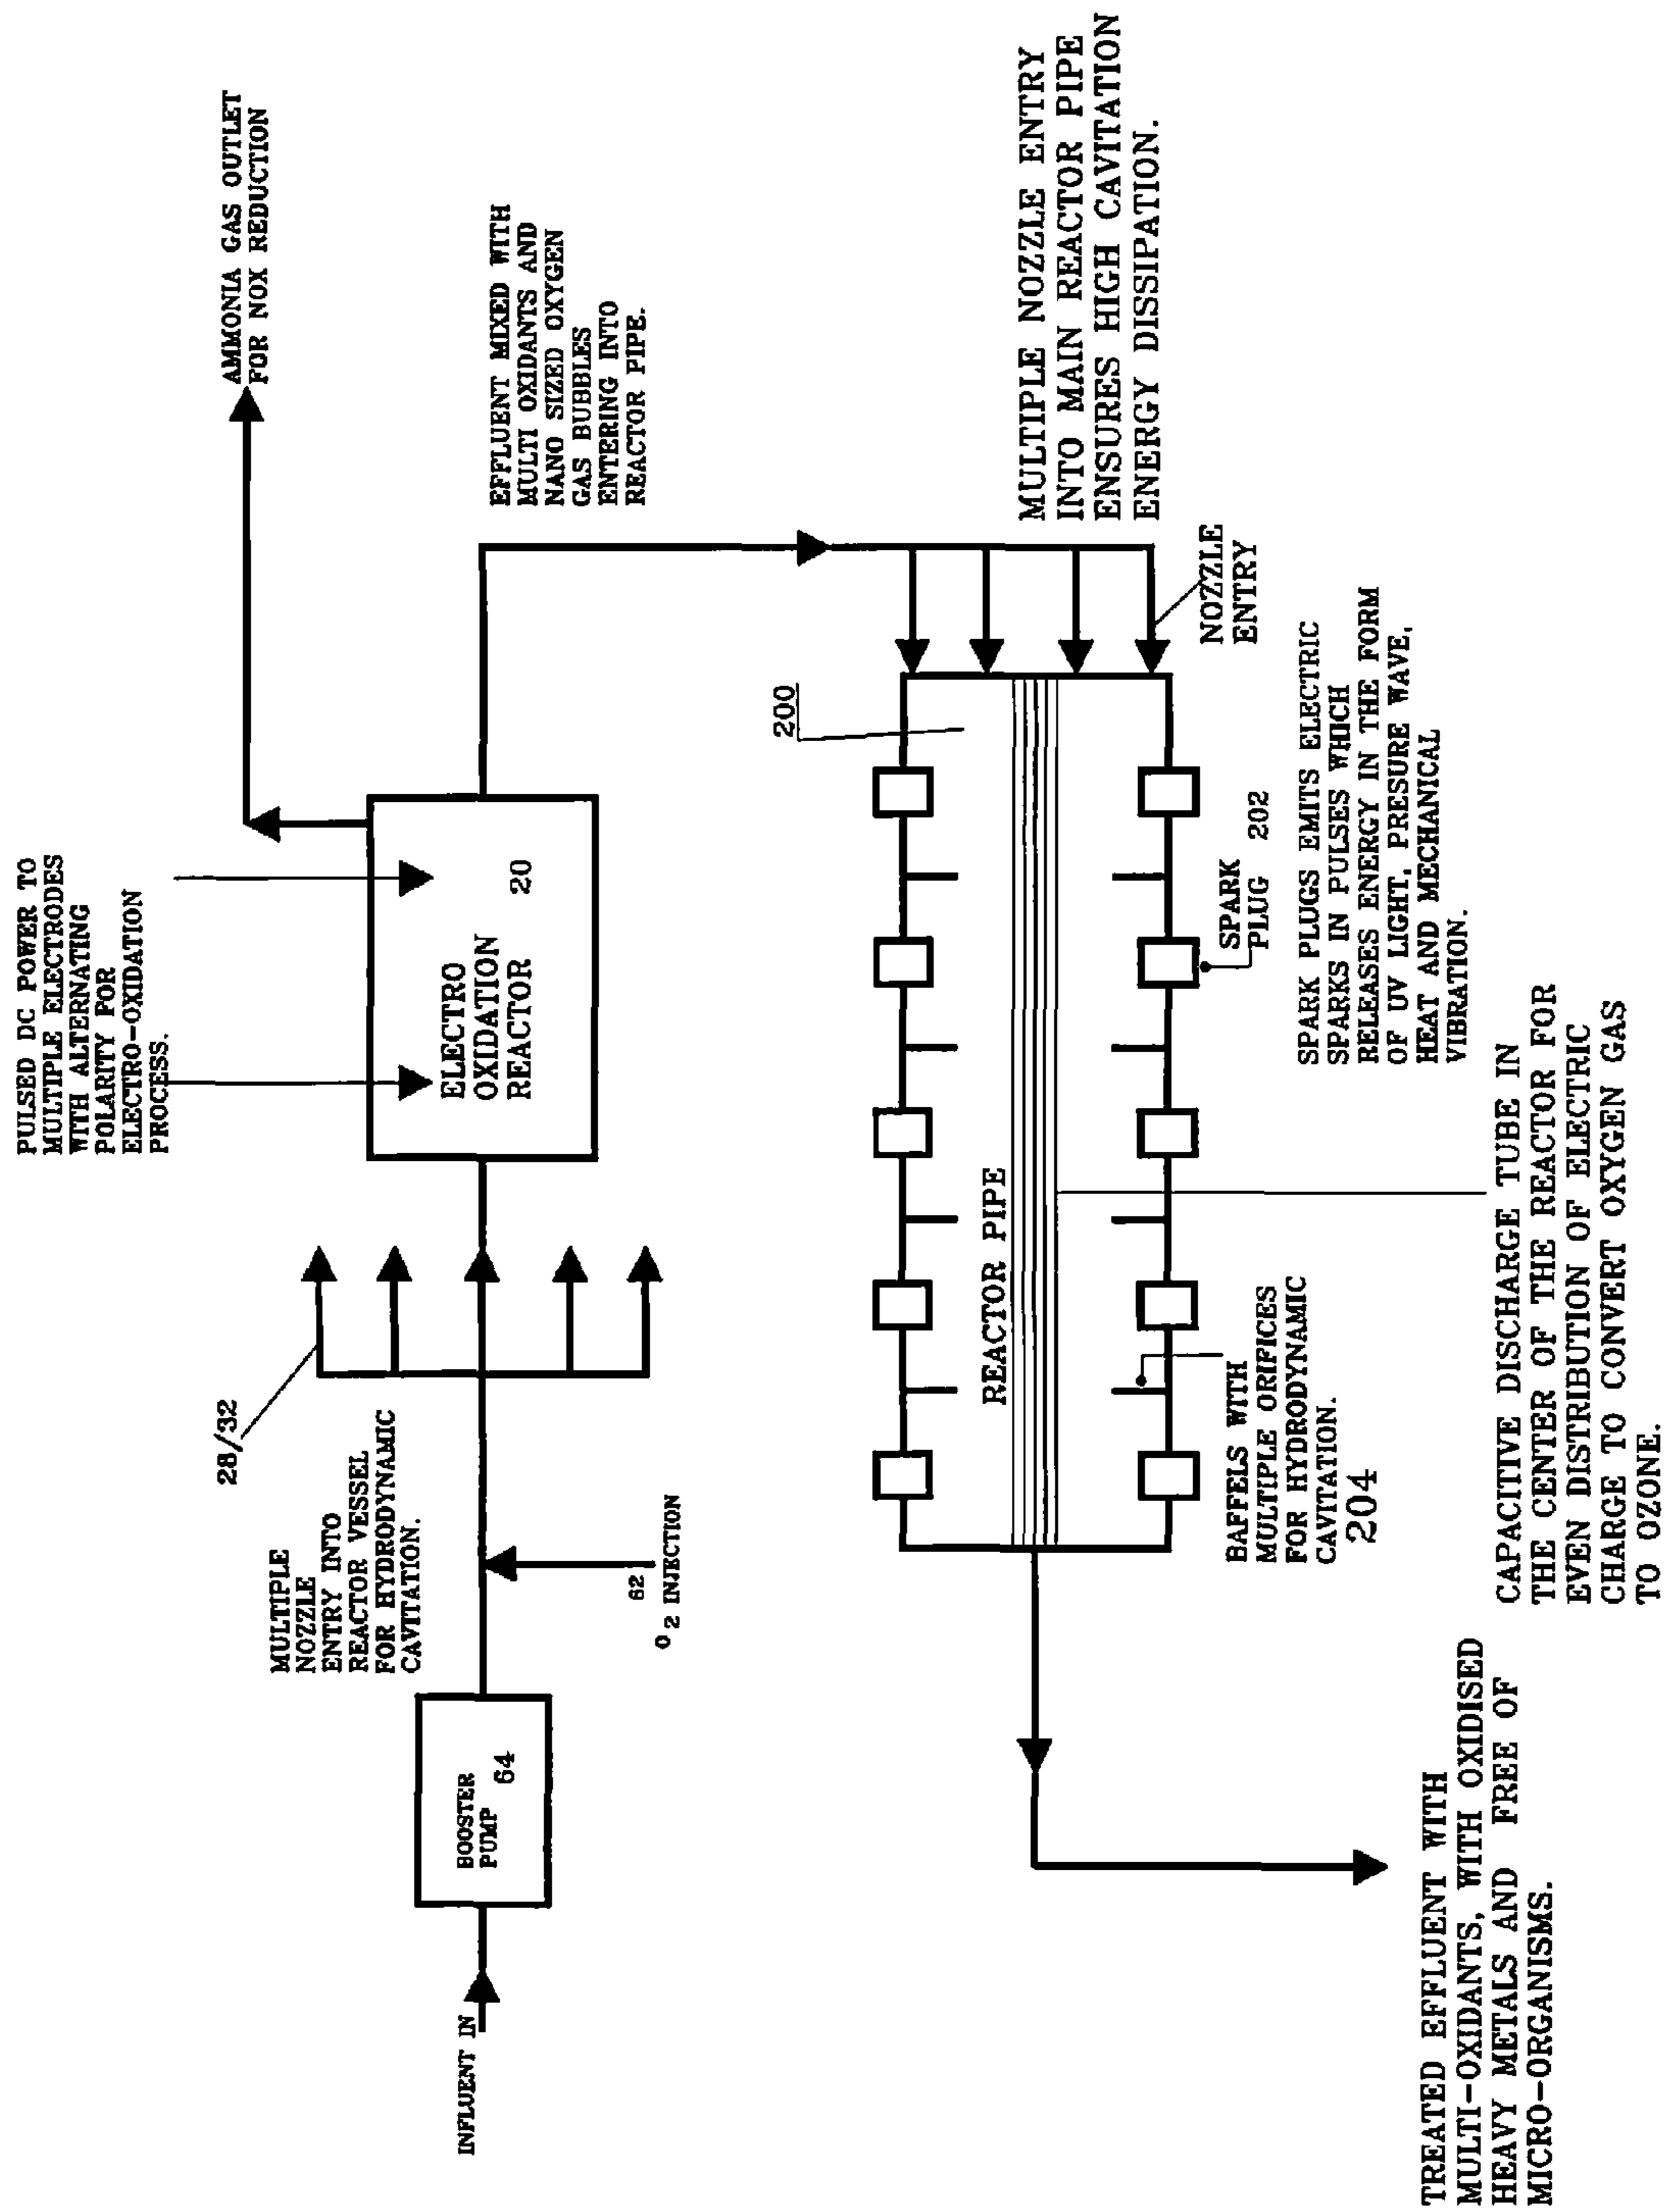 PULSED DC POWER TO
MULTIPLE ELECTRODES
WITH ALTERNATING
POLARITY FOR
ELECTRO-OXIDATION
PROCESS.
AMMONIA GAS OUTLET
FOR NOX REDUCTION
28/32
MULTIPLE
NOZZLE
ENTRY INTO
REACTOR VESSEL
FOR HYDRODYNAMIC
CAVITATION.
INFLUENT IN
BOOSTER
PUMP 64
62
O2 INJECTION
ELECTRO
OXIDATION
REACTOR
20
EFFLUENT MIXED WITH
MULTI OXIDANTS AND
NANO SIZED OXYGEN
GAS BUBBLES
ENTERING INTO
REACTOR PIPE.
200
REACTOR PIPE
MULTIPLE NOZZLE ENTRY
INTO MAIN REACTOR PIPE
ENSURES HIGH CAVITATION
ENERGY DISSIPATION.
NOZZLE
ENTRY
BAFFELS WITH
MULTIPLE ORIFICES
FOR HYDRODYNAMIC
CAVITATION.
204
SPARK
PLUG 202
SPARK PLUGS EMITS ELECTRIC
SPARKS IN PULSES WHICH
RELEASES ENERGY IN THE FORM
OF UV LIGHT, PRESURE WAVE,
HEAT AND MECHANICAL
VIBRATION.
TREATED EFFLUENT WITH
MULTI-OXIDANTS, WITH OXIDISED
HEAVY METALS AND FREE OF
MICRO-ORGANISMS.
CAPACITIVE DISCHARGE TUBE IN
THE CENTER OF THE REACTOR FOR
EVEN DISTRIBUTION OF ELECTRIC
CHARGE TO CONVERT OXYGEN GAS
TO OZONE.